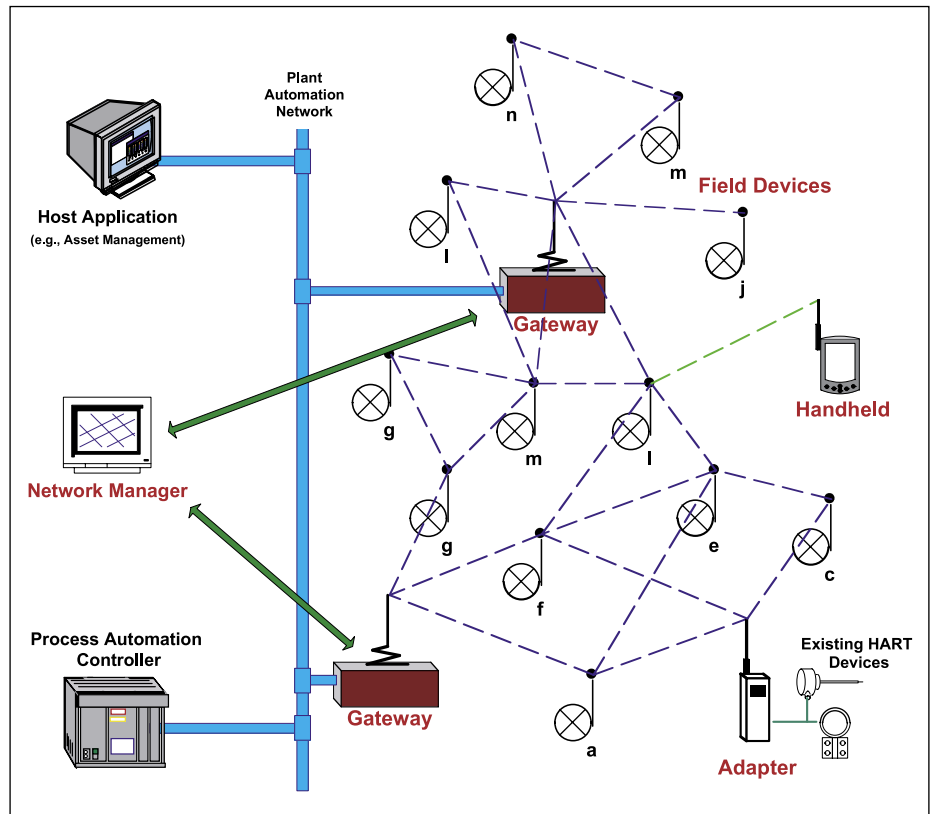 Plant
Automation
Network
n
m
Field Devices
Host Application
(e.g., Asset Management)
l
j
Gateway
g
m
l
Handheld
Network Manager
g
e
c
f
Process Automation
Controller
Existing HART
Devices
Gateway
a
Adapter